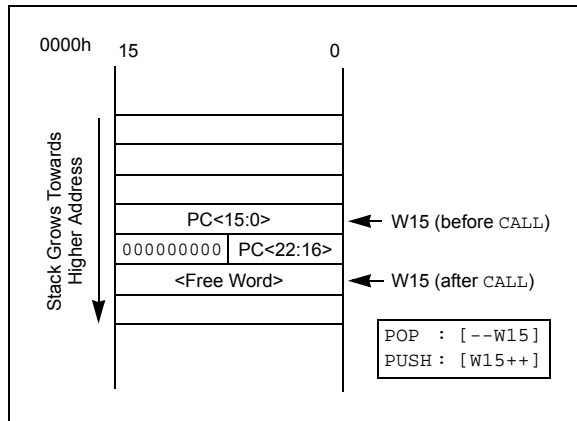 0000h
15 0
Stack Grows Towards
Higher Address
PC<15:0>
W15 (before CALL)
000000000 PC<22:16>
<Free Word>
W15 (after CALL)
POP : [--W15]
PUSH : [W15++]